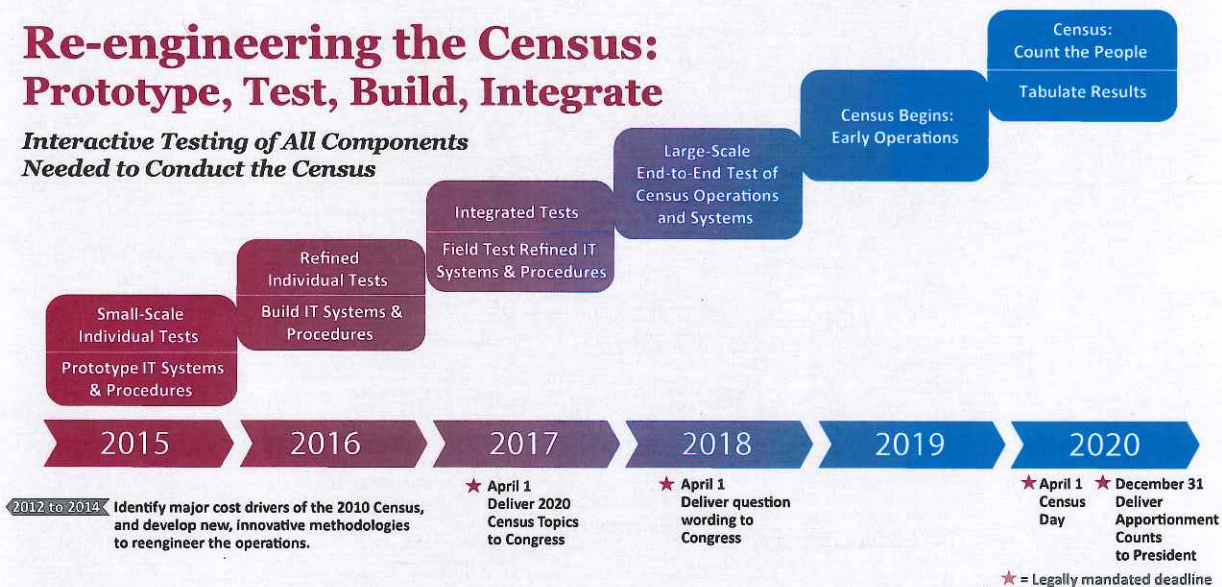 Re-engineering the Census:
Prototype, Test, Build, Integrate
Interactive Testing of All Components
Needed to Conduct the Census
Small-Scale
Individual Tests
Prototype IT Systems
& Procedures
Refined
Individual Tests
Build IT Systems &
Procedures
Integrated Tests
Field Test Refined IT
Systems & Procedures
Large-Scale
End-to-End Test of
Census Operations
and Systems
Census Begins:
Early Operations
Census:
Count the People
Tabulate Results
2015
2016
2017
2018
2019
2020
2012 to 2014
Identify major cost drivers of the 2010 Census,
and develop new, innovative methodologies
to reengineer the operations.
★ April 1
Deliver 2020
Census Topics
to Congress
★ April 1
Deliver question
wording to
Congress
★ April 1
Census
Day
★ December 31
Deliver
Apportionment
Counts
to President
★ = Legally mandated deadline